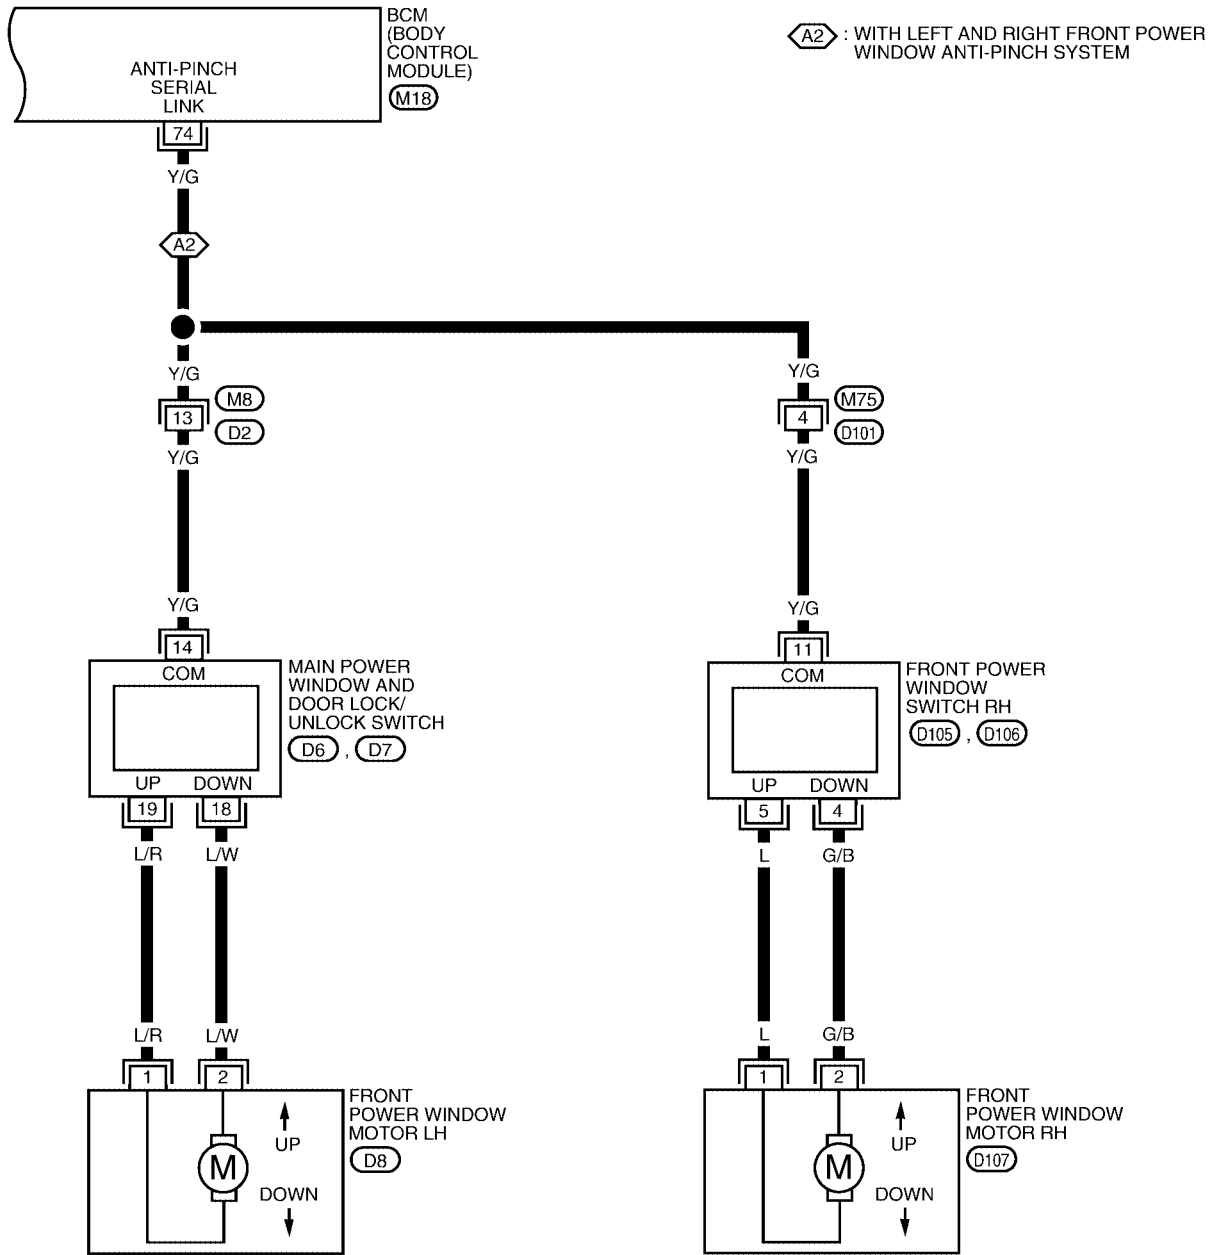 BCM
(BODY
CONTROL
MODULE)
M18
A2 : WITH LEFT AND RIGHT FRONT POWER
WINDOW ANTI-PINCH SYSTEM
ANTI-PINCH
SERIAL
LINK
74
Y/G
A2
Y/G
M8
13
D2
Y/G
Y/G
M75
4
D101
Y/G
Y/G
14
COM
MAIN POWER
WINDOW AND
DOOR LOCK/
UNLOCK SWITCH
D6 , D7
UP DOWN
19 18
L/R L/W
Y/G
11
COM
FRONT POWER
WINDOW
SWITCH RH
D105 , D106
UP DOWN
5 4
L G/B
L/R L/W
1 2
FRONT
POWER WINDOW
MOTOR LH
D8
UP
M
DOWN
L G/B
1 2
FRONT
POWER WINDOW
MOTOR RH
D107
UP
M
DOWN